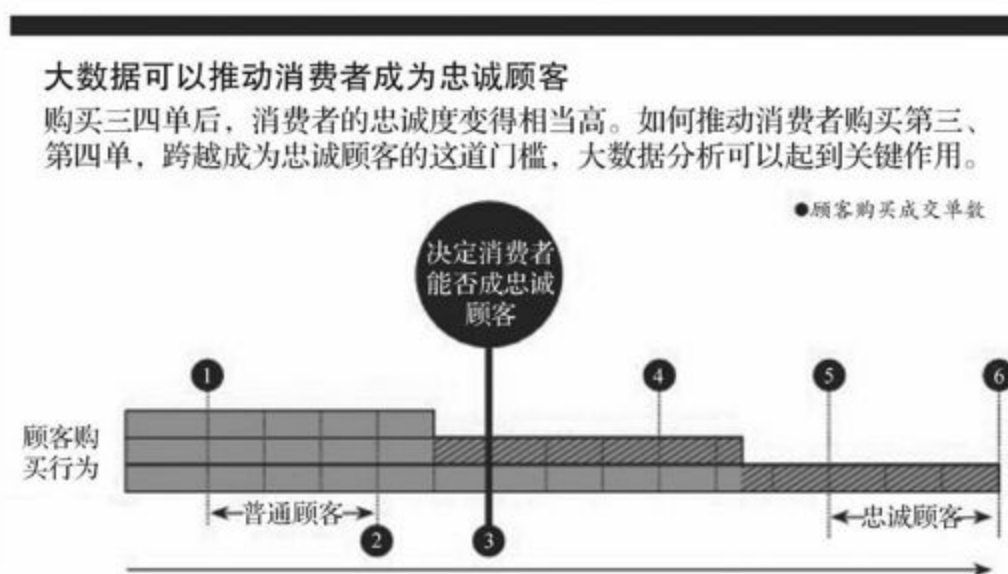 大数据可以推动消费者成为忠诚顾客
购买三四单后，消费者的忠诚度变得相当高。如何推动消费者购买第三、
第四单，跨越成为忠诚顾客的这道门槛，大数据分析可以起到关键作用。
●顾客购买成交单数
决定消费者
能否成忠诚
顾客
1
4
5
6
顾客购
买行为
普通顾客
忠诚顾客
2
3